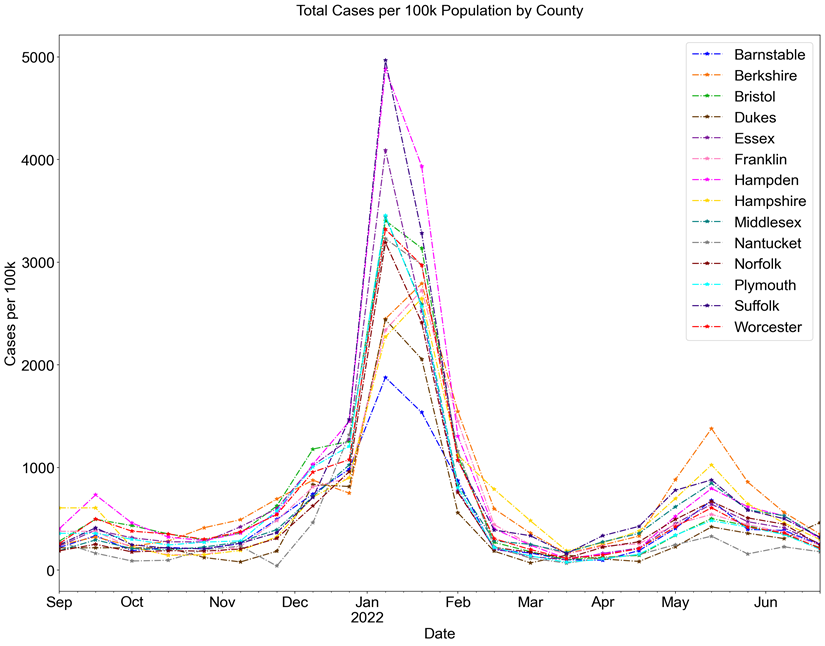 Total Cases per 100k Population by County
5000
4000
3000
2000
1000
0
Cases per 100k
Sep
Oct
Nov
Dec
Jan
2022
Feb
Mar
Apr
May
Jun
Date
Barnstable
Berkshire
Bristol
Dukes
Essex
Franklin
Hampden
Hampshire
Middlesex
Nantucket
Norfolk
Plymouth
Suffolk
Worcester